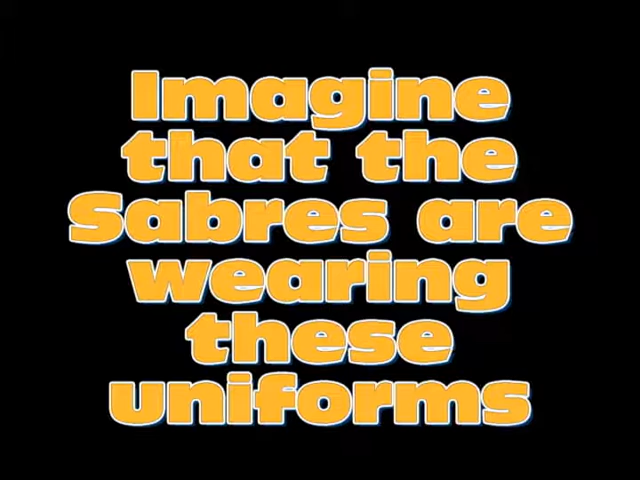 Imagine
that the
Sabres are
wearing
these
uniforms